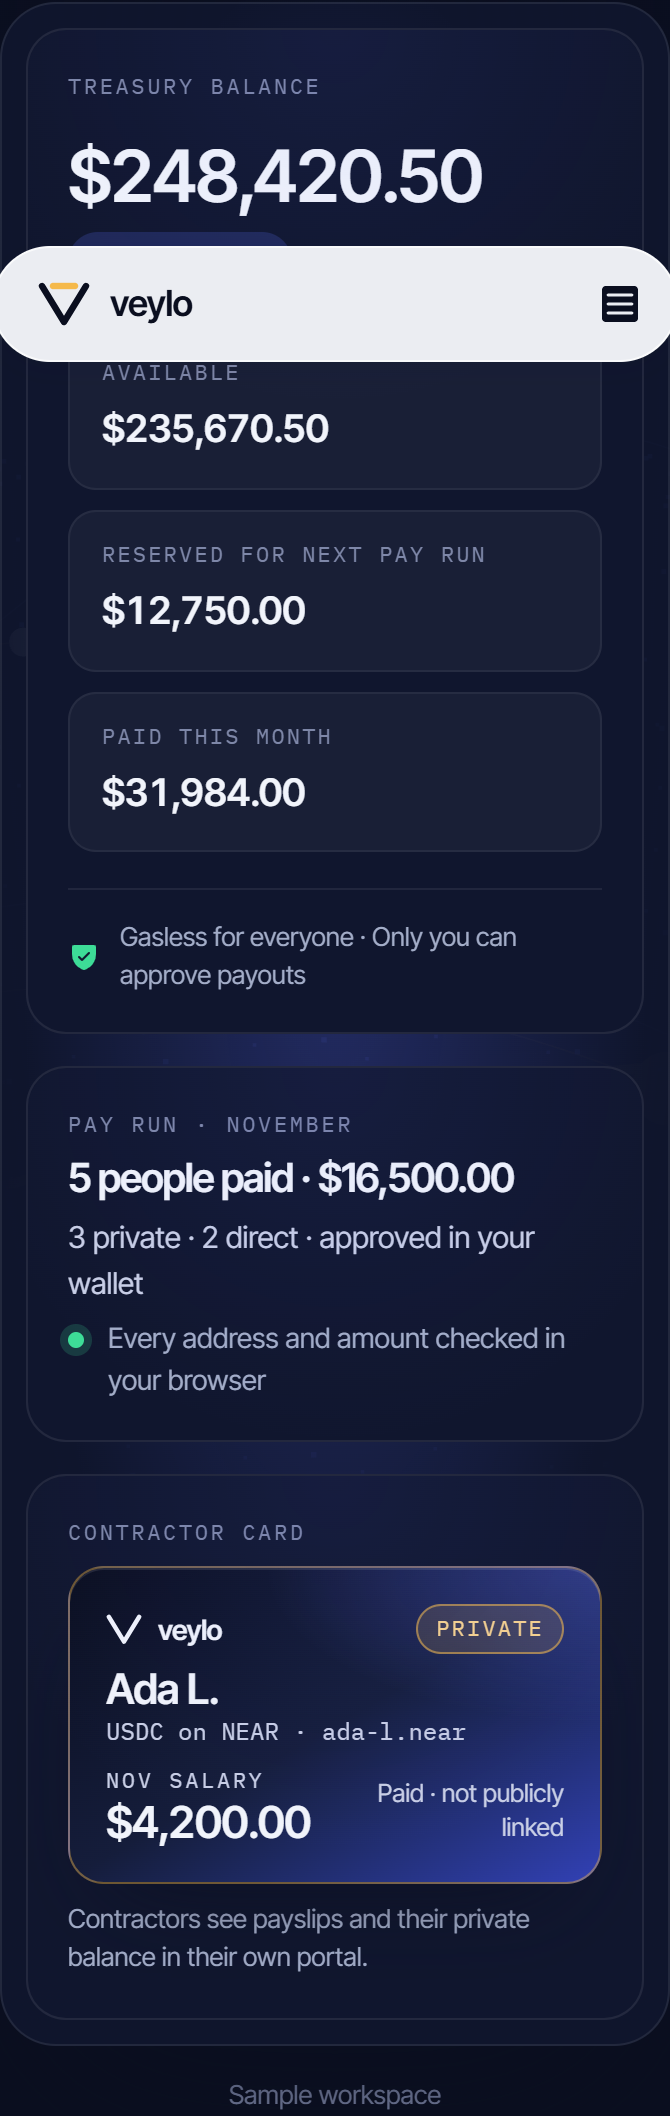 TREASURY BALANCE
$248,420.50
veylo
AVAILABLE
$235,670.50
RESERVED FOR NEXT PAY RUN
$12,750.00
PAID THIS MONTH
$31,984.00
Gasless for everyone · Only you can
approve payouts
PAY RUN · NOVEMBER
5 people paid · $16,500.00
3 private · 2 direct · approved in your
wallet
Every address and amount checked in
your browser
CONTRACTOR CARD
veylo
PRIVATE
Ada L.
USDC on NEAR · ada-l.near
NOV SALARY
$4,200.00
Paid · not publicly
linked
Contractors see payslips and their private
balance in their own portal.
Sample workspace